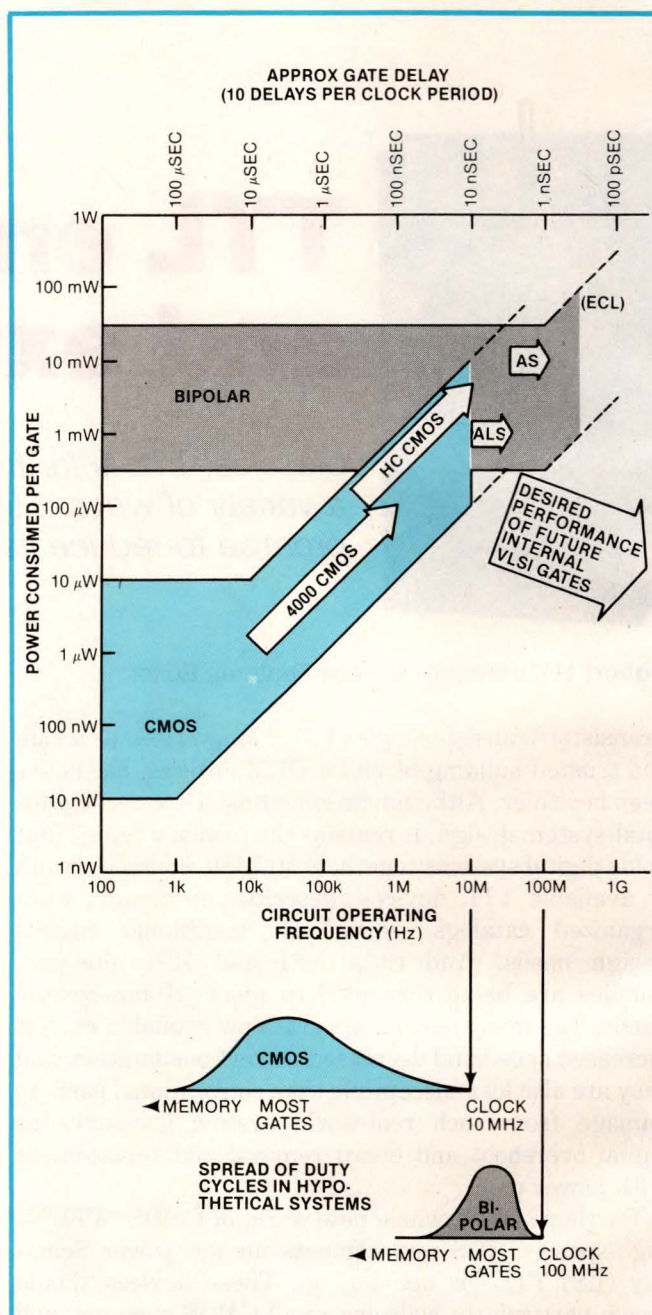 APPROX GATE DELAY
(10 DELAYS PER CLOCK PERIOD)
100 μSEC
10 μSEC
1 μSEC
100 nSEC
10 nSEC
1 nSEC
100 pSEC
1W
100 mW
10 mW
1 mW
100 μW
10 μW
1 μW
100 nW
10 nW
1 nW
POWER CONSUMED PER GATE
(ECL)
BIPOLAR
AS
ALS
HC CMOS
4000 CMOS
DESIRED
PERFORMANCE
OF FUTURE
INTERNAL
VLSI GATES
CMOS
100
1k
10k
100k
1M
10M
100M
1G
CIRCUIT OPERATING
FREQUENCY (Hz)
CMOS
MEMORY
MOST
GATES
CLOCK
10 MHz
SPREAD OF DUTY
CYCLES IN HYPO-
THETICAL SYSTEMS
BI-
POLAR
MEMORY
MOST
GATES
CLOCK
100 MHz